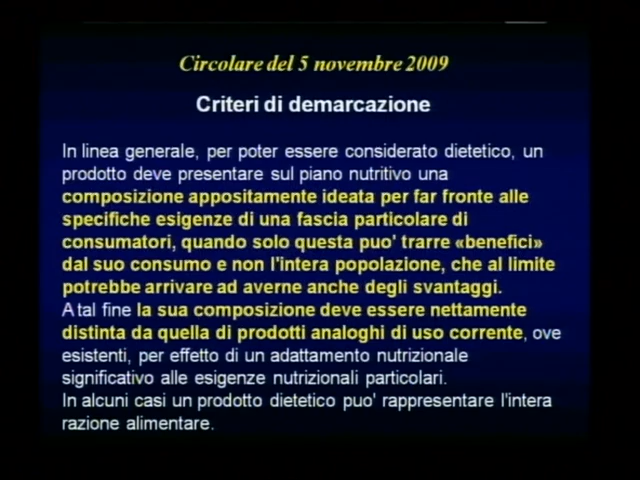 Circolare del 5 novembre 2009
Criteri di demarcazione
In linea generale, per poter essere considerato dietetico, un
prodotto deve presentare sul piano nutritivo una
composizione appositamente ideata per far fronte alle
specifiche esigenze di una fascia particolare di
consumatori, quando solo questa puo' trarre «benefici»
dal suo consumo e non l'intera popolazione, che al limite
potrebbe arrivare ad averne anche degli svantaggi.
A tal fine la sua composizione deve essere nettamente
distinta da quella di prodotti analoghi di uso corrente, ove
esistenti, per effetto di un adattamento nutrizionale
significativo alle esigenze nutrizionali particolari.
In alcuni casi un prodotto dietetico puo' rappresentare l'intera
razione alimentare.